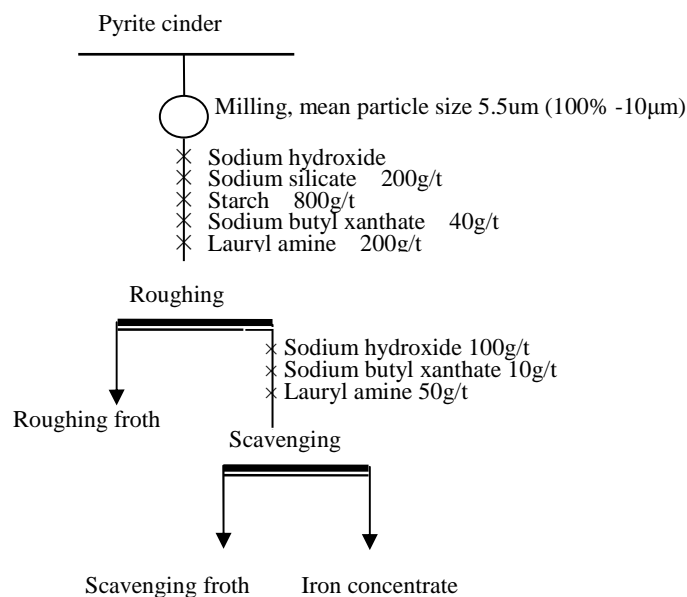 Pyrite cinder
Milling, mean particle size 5.5um (100% -10μm)
Sodium hydroxide
Sodium silicate 200g/t
Starch 800g/t
Sodium butyl xanthate 40g/t
Lauryl amine 200g/t
Roughing
Sodium hydroxide 100g/t
Sodium butyl xanthate 10g/t
Lauryl amine 50g/t
Roughing froth
Scavenging
Scavenging froth Iron concentrate